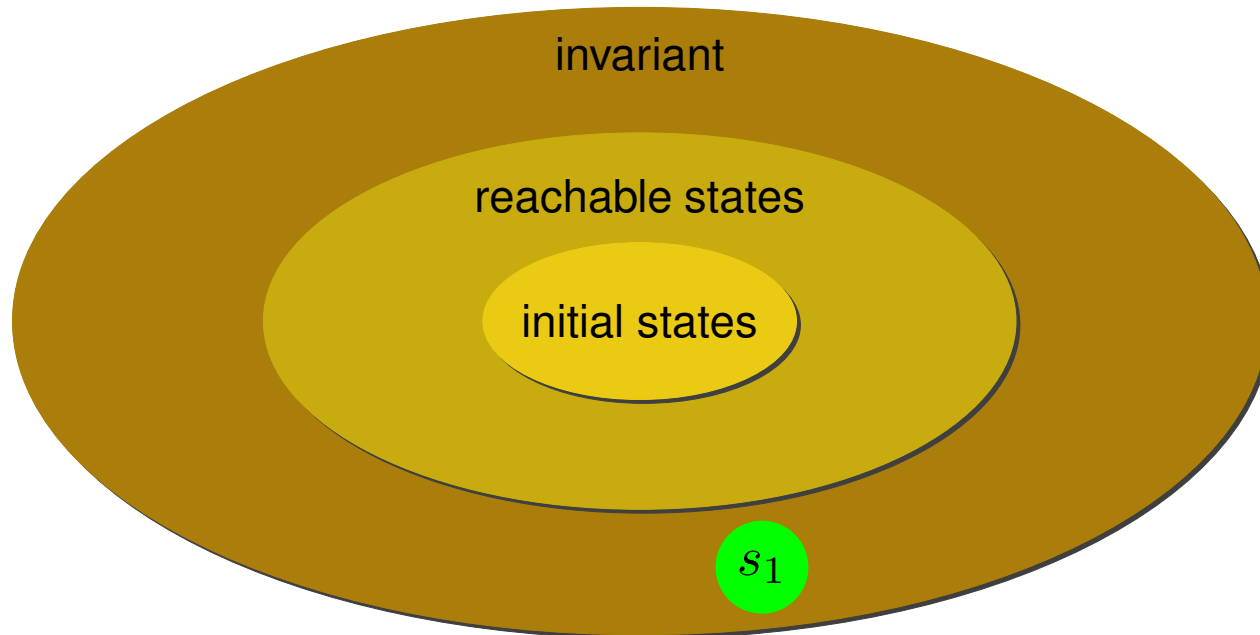 invariant
reachable states
initial states
s₁